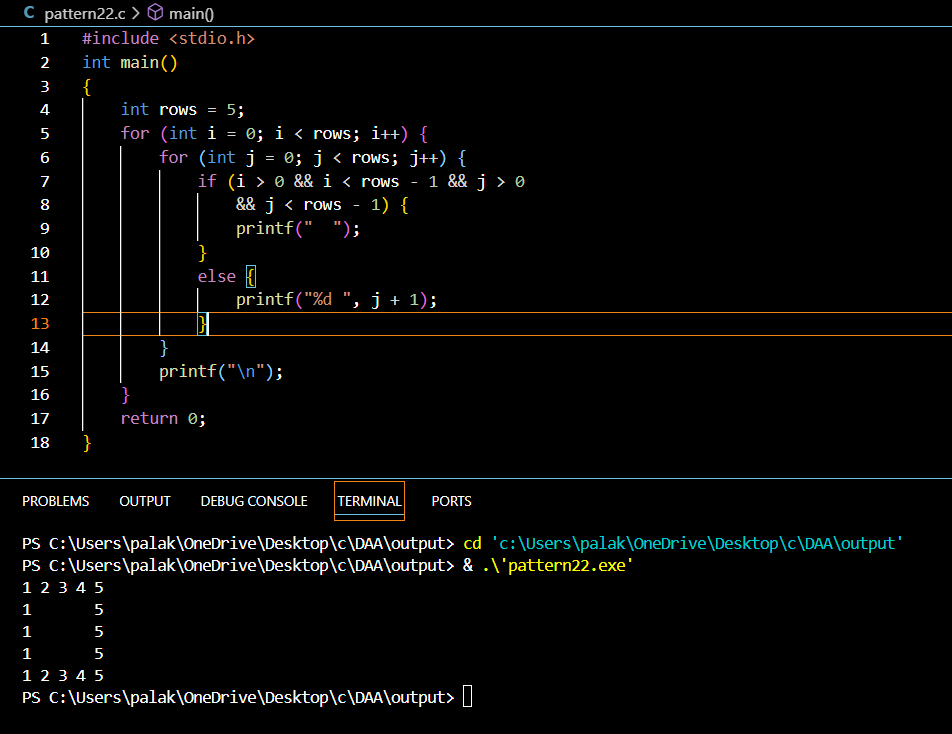 C pattern22.c > main()
1 #include <stdio.h>
2 int main()
3 {
4     int rows = 5;
5     for (int i = 0; i < rows; i++) {
6         for (int j = 0; j < rows; j++) {
7             if (i > 0 && i < rows - 1 && j > 0
8                 && j < rows - 1) {
9                 printf("  ");
10             }
11             else {
12                 printf("%d ", j + 1);
13             }
14         }
15         printf("\n");
16     }
17     return 0;
18 }
PROBLEMS OUTPUT DEBUG CONSOLE TERMINAL PORTS
PS C:\Users\palak\OneDrive\Desktop\c\DAA\output> cd 'c:\Users\palak\OneDrive\Desktop\c\DAA\output'
PS C:\Users\palak\OneDrive\Desktop\c\DAA\output> & .\'pattern22.exe'
1 2 3 4 5
1       5
1       5
1       5
1 2 3 4 5
PS C:\Users\palak\OneDrive\Desktop\c\DAA\output>